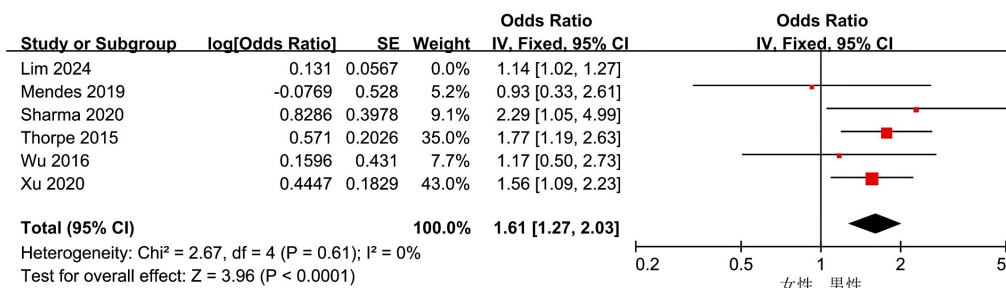 Odds Ratio Odds Ratio
Study or Subgroup log[Odds Ratio] SE Weight IV, Fixed, 95% CI IV, Fixed, 95% CI
Lim 2024 0.131 0.0567 0.0% 1.14 [1.02, 1.27]
Mendes 2019 -0.0769 0.528 5.2% 0.93 [0.33, 2.61]
Sharma 2020 0.8286 0.3978 9.1% 2.29 [1.05, 4.99]
Thorpe 2015 0.571 0.2026 35.0% 1.77 [1.19, 2.63]
Wu 2016 0.1596 0.431 7.7% 1.17 [0.50, 2.73]
Xu 2020 0.4447 0.1829 43.0% 1.56 [1.09, 2.23]
Total (95% CI) 100.0% 1.61 [1.27, 2.03]
Heterogeneity: Chi² = 2.67, df = 4 (P = 0.61); I² = 0%
Test for overall effect: Z = 3.96 (P < 0.0001)
0.2 0.5 1 2 5
女性 男性